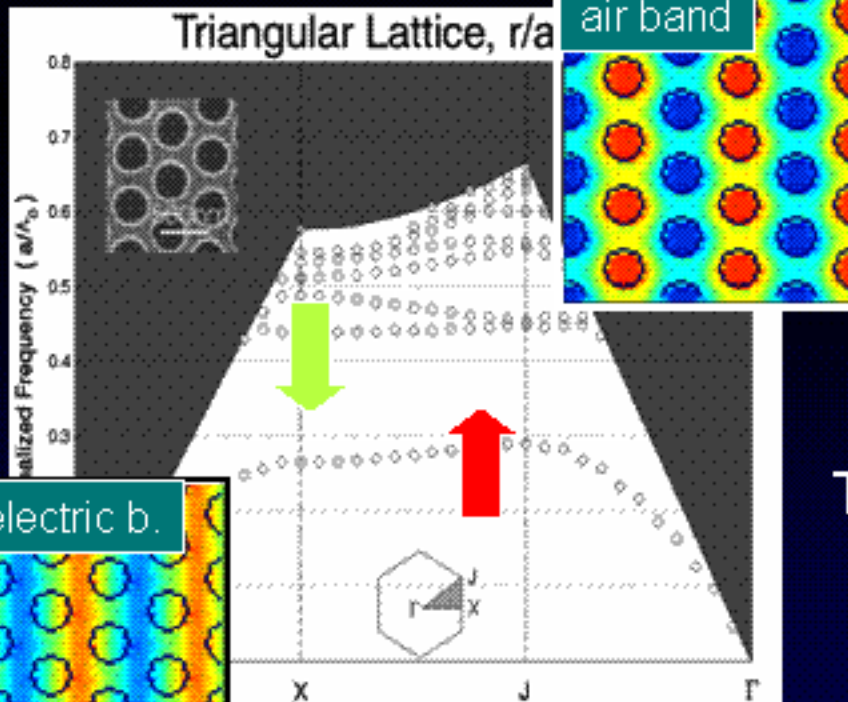 Triangular Lattice, r/a
air band
0.8
0.7
0.6
0.5
0.4
0.3
alized Frequency ( a/λ₀ )
electric b.
J
Γ X
T
X J Γ